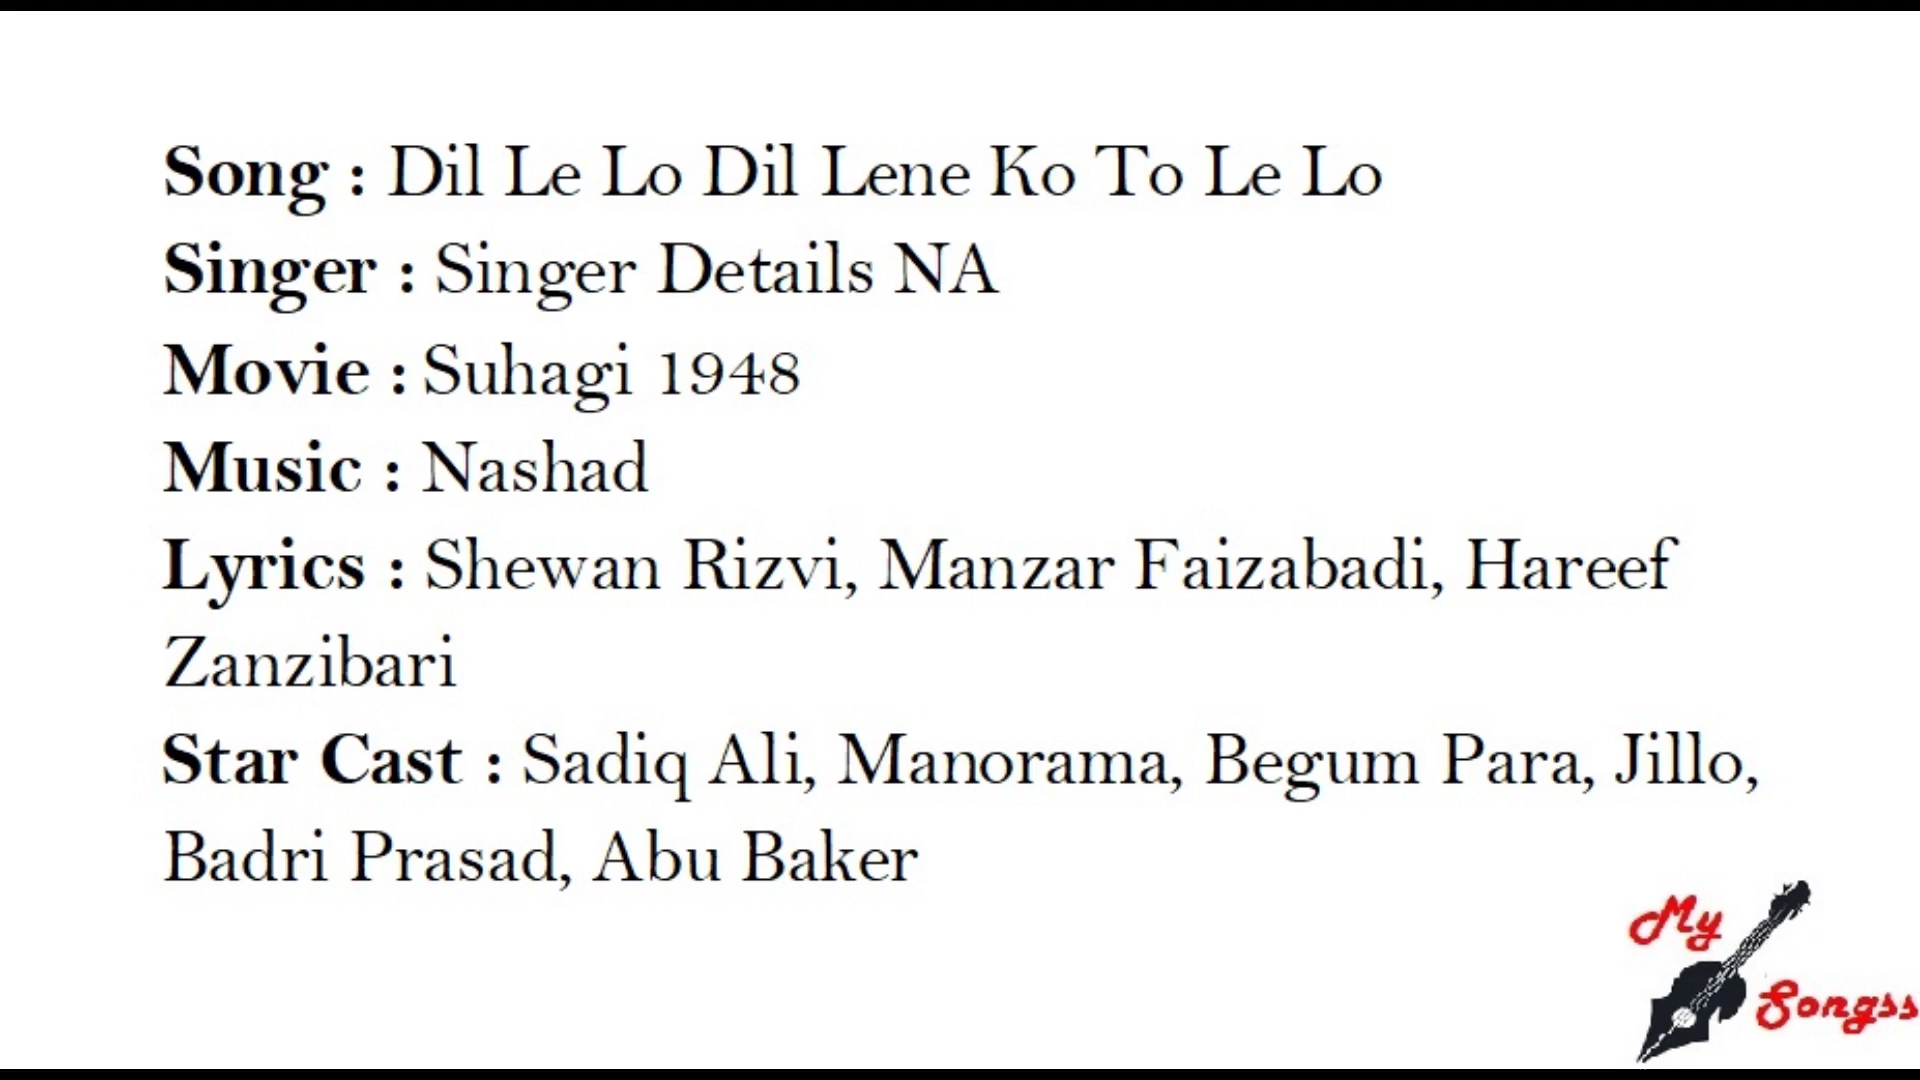 Song : Dil Le Lo Dil Lene Ko To Le Lo
Singer : Singer Details NA
Movie : Suhagi 1948
Music : Nashad
Lyrics : Shewan Rizvi, Manzar Faizabadi, Hareef
Zanzibari
Star Cast : Sadiq Ali, Manorama, Begum Para, Jillo,
Badri Prasad, Abu Baker
My
Songss